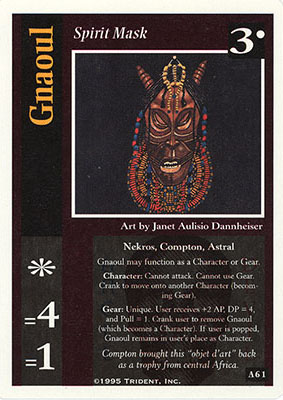 Gnaoul
Spirit Mask
3•
Art by Janet Aulisio Dannheiser
Nekros, Compton, Astral
Gnaoul may function as a Character or Gear.
Character: Cannot attack. Cannot use Gear.
Crank to move onto another Character (becom-
ing Gear).
Gear: Unique. User receives +2 AP, DP = 4,
and Pull = 1. Crank user to remove Gnaoul
(which becomes a Character). If user is popped,
Gnaoul remains in user's place as Character.
Compton brought this "objet d'art" back
as a trophy from central Africa.
*
=4
=1
A61
©1995 TRIDENT, INC.